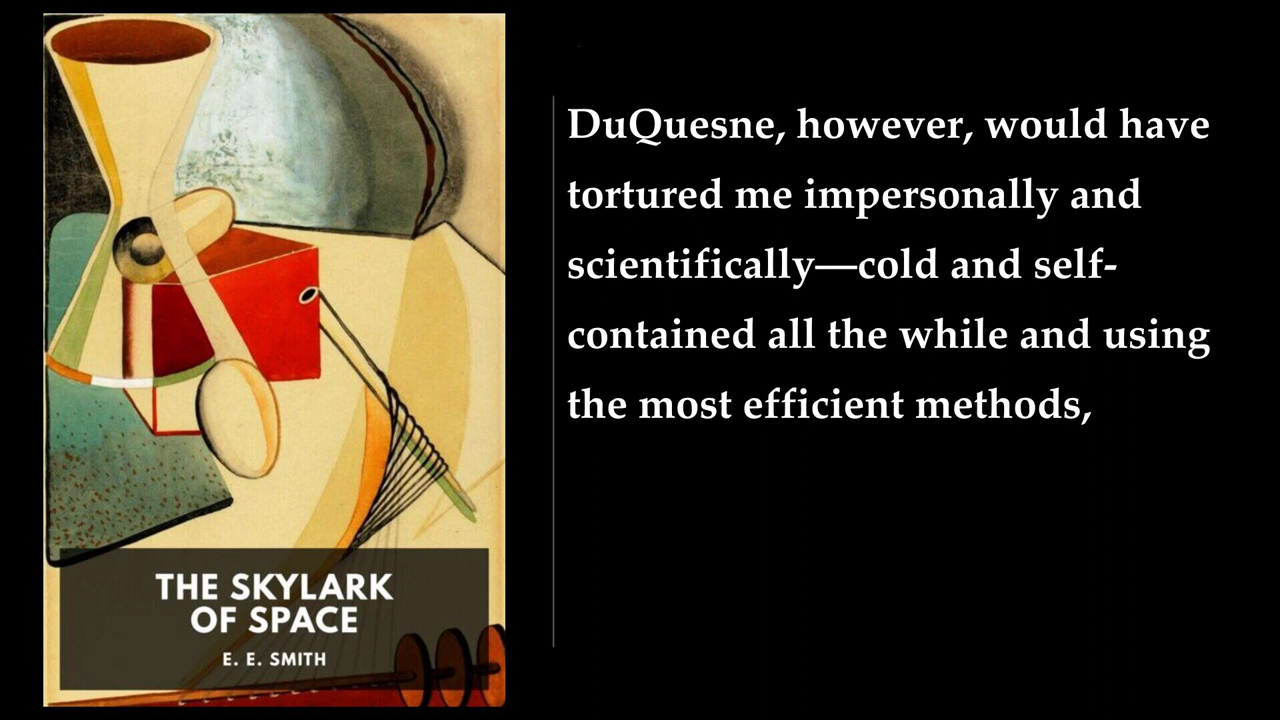 THE SKYLARK
OF SPACE
E. E. SMITH
DuQuesne, however, would have
tortured me impersonally and
scientifically—cold and self-
contained all the while and using
the most efficient methods,